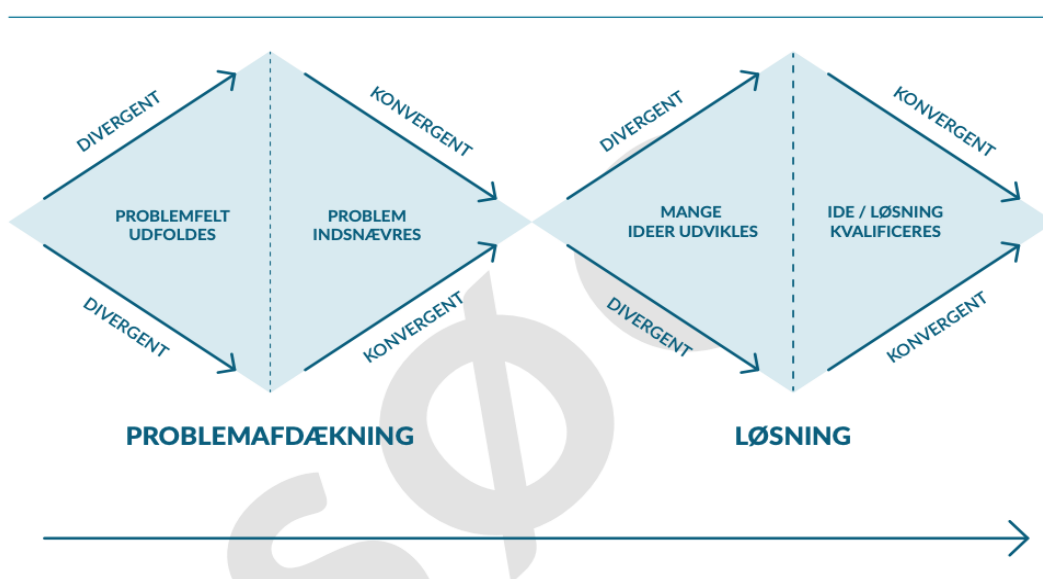 DIVERGENT
KONVERGENT
DIVERGENT
KONVERGENT
PROBLEMFELT
UDFOLDES
PROBLEM
INDSNÆVRES
MANGE
IDEER UDVIKLES
IDE / LØSNING
KVALIFICERES
DIVERGENT
KONVERGENT
DIVERGENT
KONVERGENT
PROBLEMAFDÆKNING
LØSNING